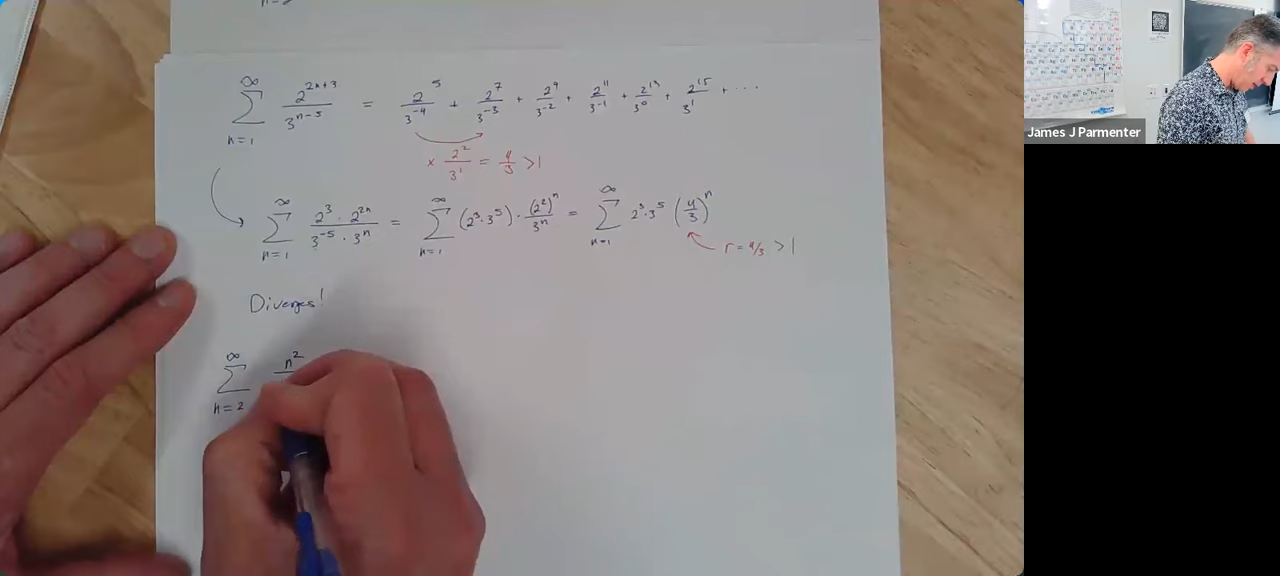 ∞ ∑ n=1 2^{2n+3} / 3^{n-5} = 2^5/3^{-4} + 2^7/3^{-3} + 2^9/3^{-2} + 2^{11}/3^{-1} + 2^{13}/3^0 + 2^{15}/3^1 + ...
× 2^2/3^1 = 4/3 >1
∞ ∑ n=1 2^3 · 2^{2n} / 3^{-5} · 3^n = ∞ ∑ n=1 (2^3·3^5) · (2^2)^n / 3^n = ∞ ∑ n=1 2^3·3^5 (4/3)^n
r = 4/3 >1
Diverges!
∞ ∑ n=2 n^2
James J Parmenter